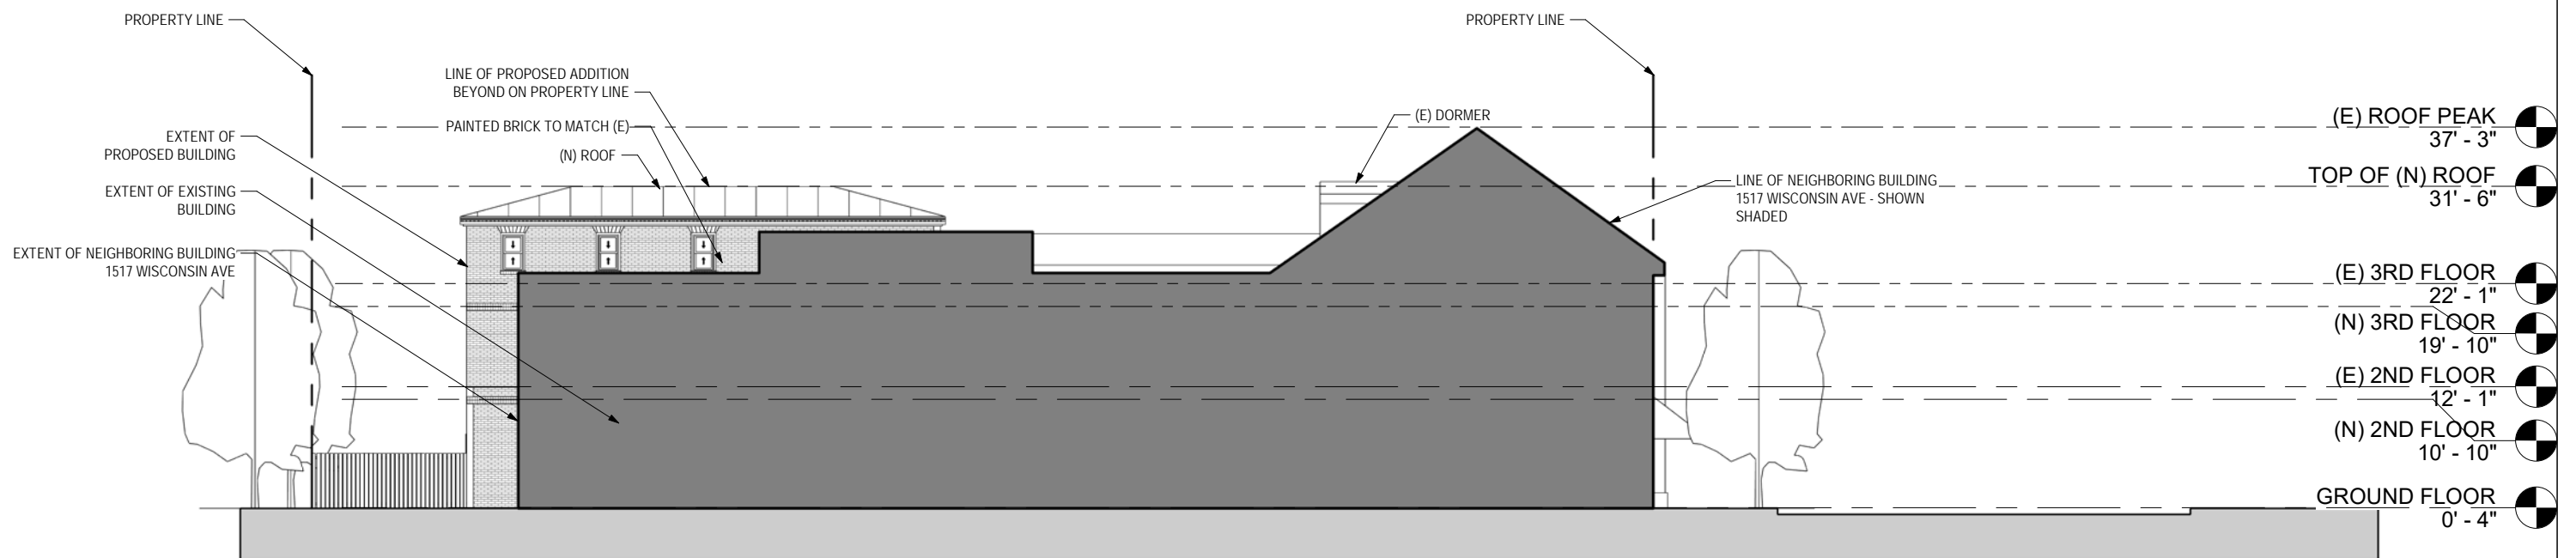 PROPERTY LINE
PROPERTY LINE
LINE OF PROPOSED ADDITION
BEYOND ON PROPERTY LINE
PAINTED BRICK TO MATCH (E)
(N) ROOF
EXTENT OF
PROPOSED BUILDING
EXTENT OF EXISTING
BUILDING
EXTENT OF NEIGHBORING BUILDING
1517 WISCONSIN AVE
(E) DORMER
LINE OF NEIGHBORING BUILDING
1517 WISCONSIN AVE - SHOWN
SHADED
(E) ROOF PEAK
37' - 3"
TOP OF (N) ROOF
31' - 6"
(E) 3RD FLOOR
22' - 1"
(N) 3RD FLOOR
19' - 10"
(E) 2ND FLOOR
12' - 1"
(N) 2ND FLOOR
10' - 10"
GROUND FLOOR
0' - 4"